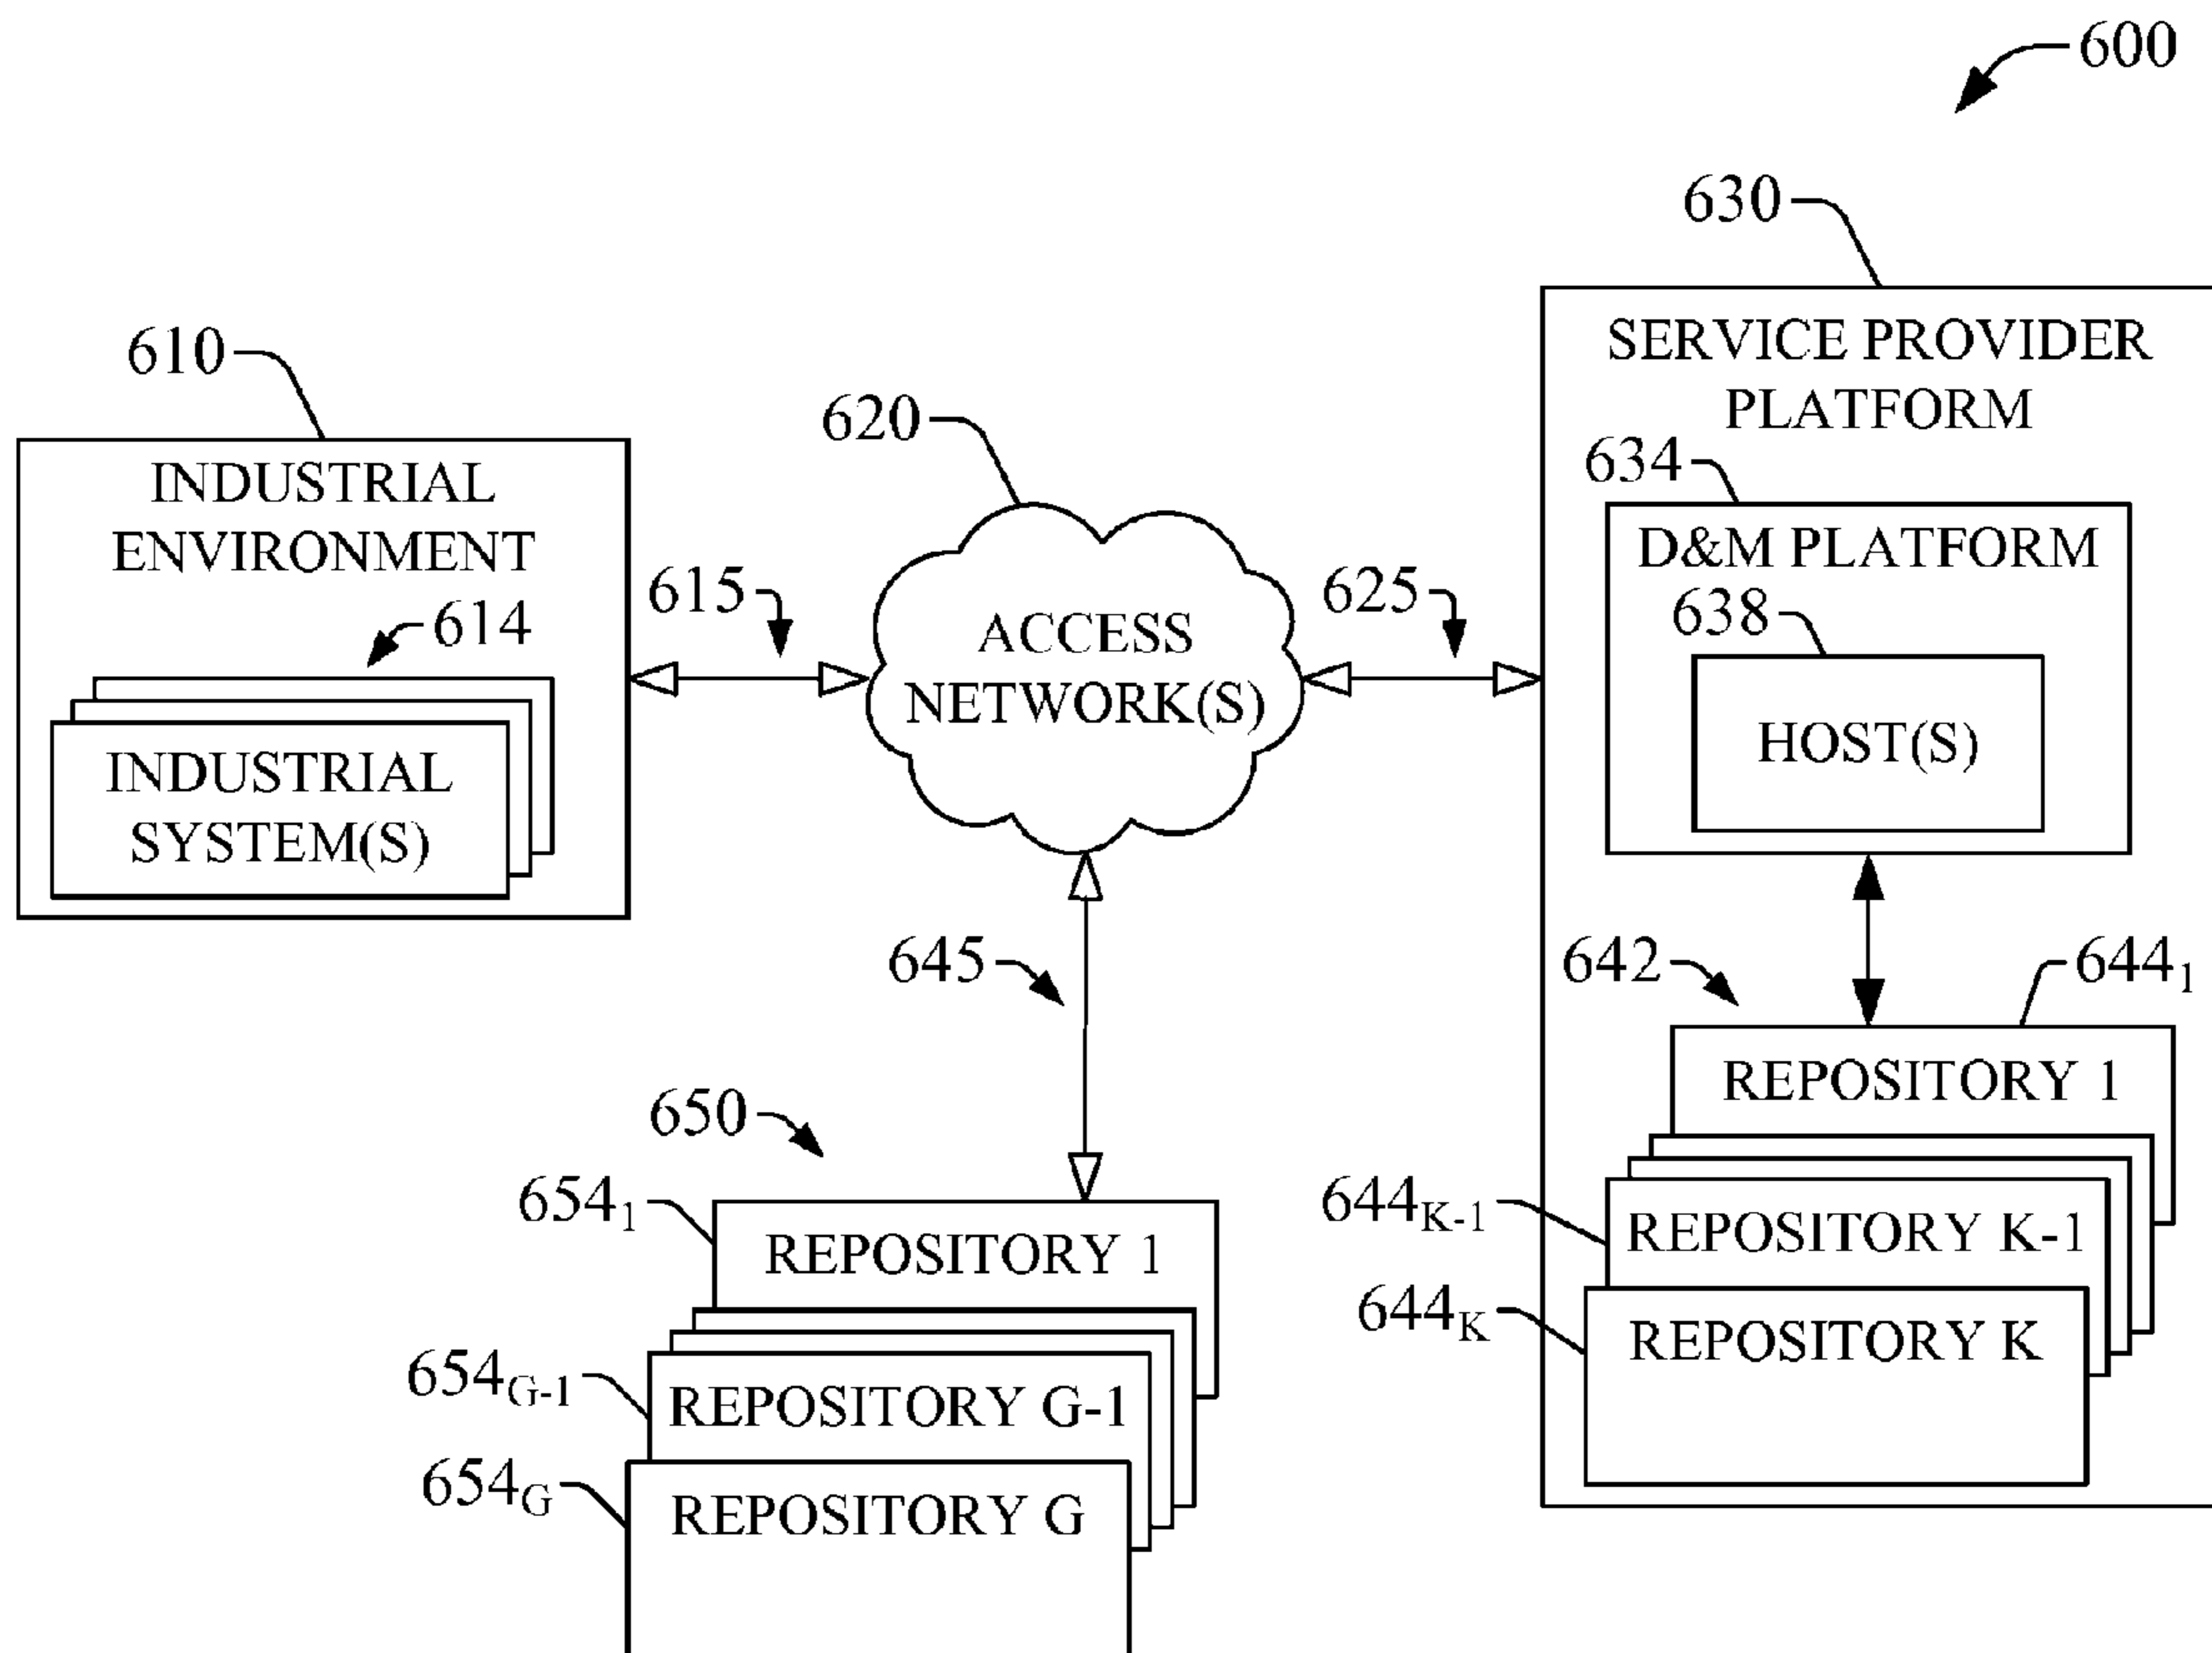 600
630
SERVICE PROVIDER
PLATFORM
610
INDUSTRIAL
ENVIRONMENT
614
INDUSTRIAL
SYSTEM(S)
620
615
ACCESS
NETWORK(S)
625
634
D&M PLATFORM
638
HOST(S)
645
642
644₁
REPOSITORY 1
644K-1
REPOSITORY K-1
644K
REPOSITORY K
650
654₁
REPOSITORY 1
654G-1
REPOSITORY G-1
654G
REPOSITORY G